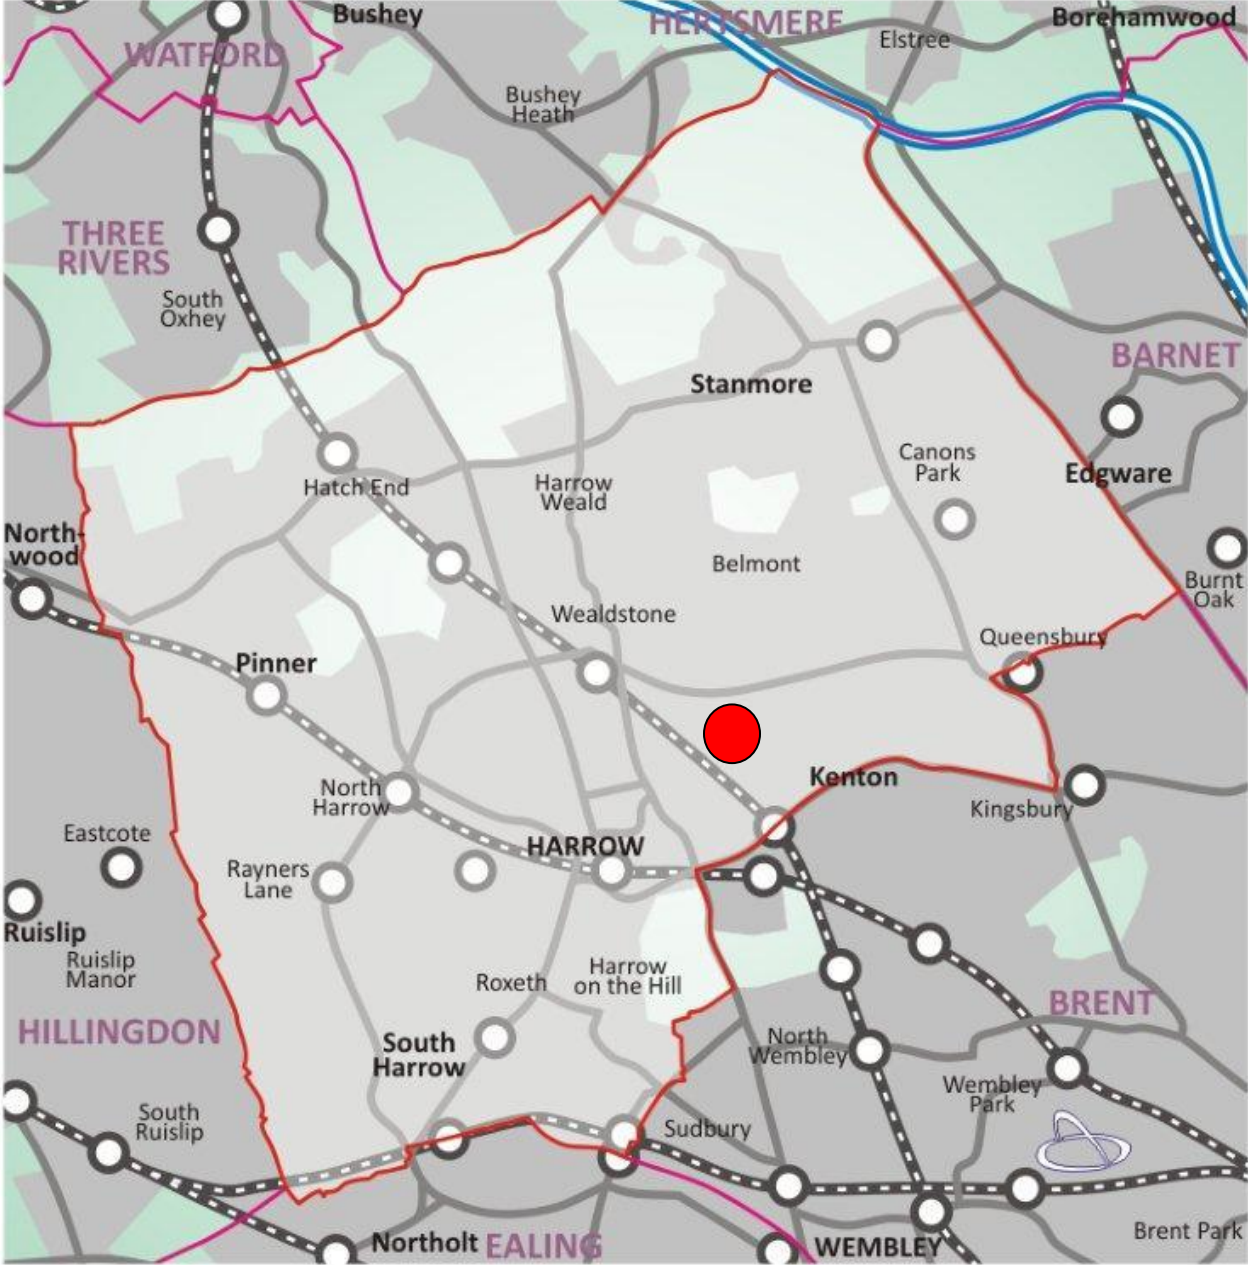 Bushey
HERTSMERE
Borehamwood
WATFORD
Elstree
Bushey
Heath
THREE
RIVERS
South
Oxhey
BARNET
Stanmore
Canons
Park
Edgware
Hatch End
Harrow
Weald
North-
wood
Belmont
Burnt
Oak
Wealdstone
Queensbury
Pinner
Kenton
North
Harrow
Kingsbury
Eastcote
HARROW
Rayners
Lane
Ruislip
Ruislip
Manor
Roxeth
Harrow
on the Hill
BRENT
HILLINGDON
South
Harrow
North
Wembley
Wembley
Park
South
Ruislip
Sudbury
Northolt
EALING
WEMBLEY
Brent Park